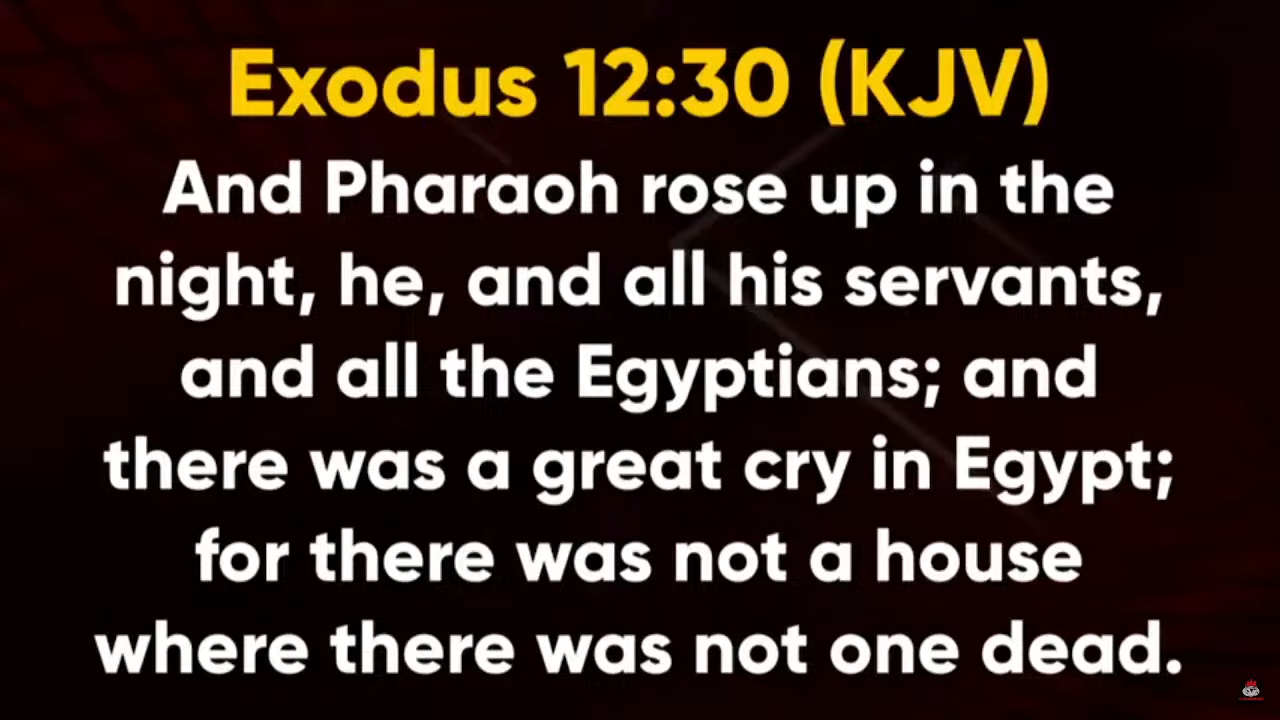 Exodus 12:30 (KJV)
And Pharaoh rose up in the
night, he, and all his servants,
and all the Egyptians; and
there was a great cry in Egypt;
for there was not a house
where there was not one dead.